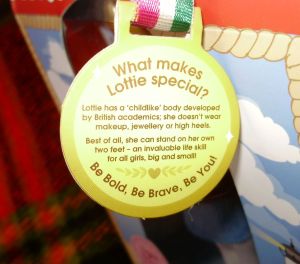 What makes
Lottie special?
Lottie has a 'childlike' body developed
by British academics; she doesn't wear
makeup, jewellery or high heels.
Best of all, she can stand on her own
two feet – an invaluable life skill
for all girls, big and small!
Be Bold, Be Brave, Be You!